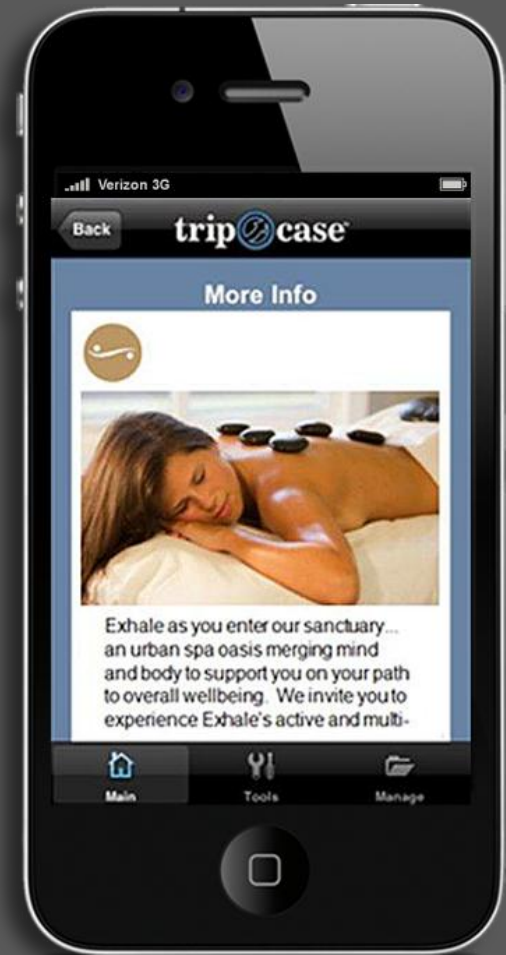 Verizon 3G
Back
tripcase™
More Info
Exhale as you enter our sanctuary...
an urban spa oasis merging mind
and body to support you on your path
to overall wellbeing. We invite you to
experience Exhale's active and multi-
Main Tools Manage